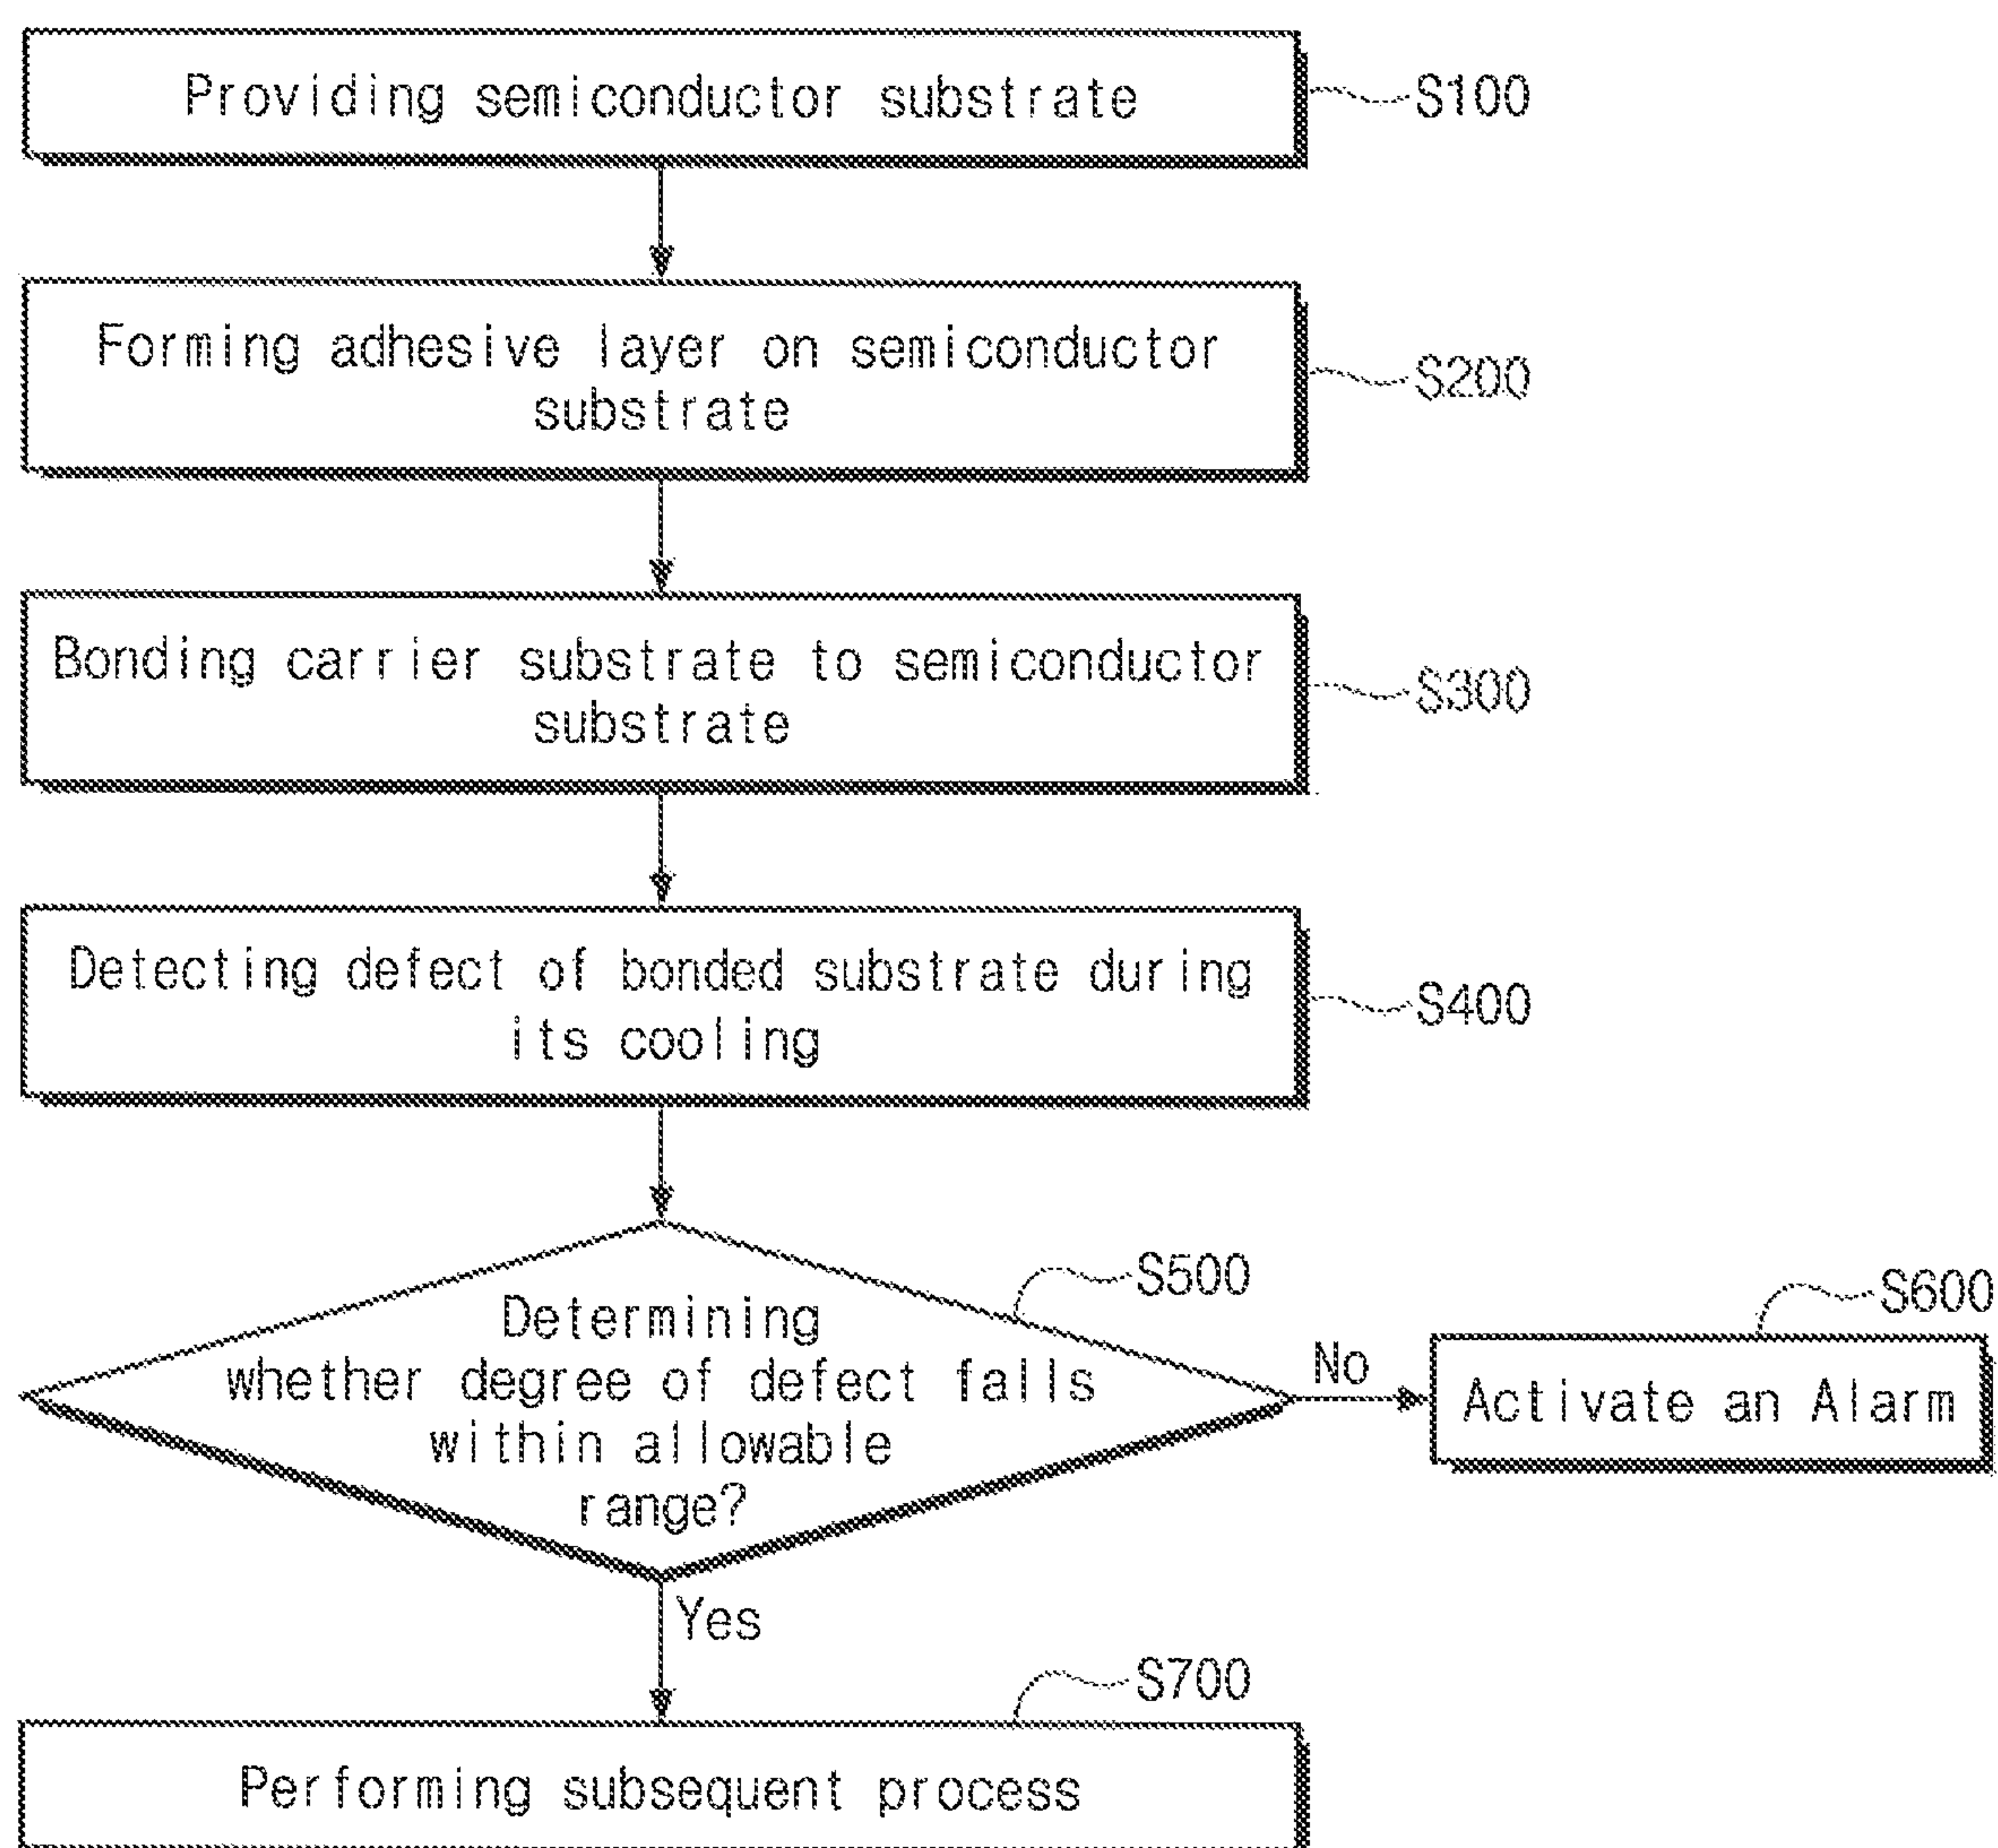 Providing semiconductor substrate
S100
Forming adhesive layer on semiconductor
substrate
S200
Bonding carrier substrate to semiconductor
substrate
S300
Detecting defect of bonded substrate during
its cooling
S400
S500
Determining
whether degree of defect falls
within allowable
range?
No
S600
Activate an Alarm
Yes
S700
Performing subsequent process